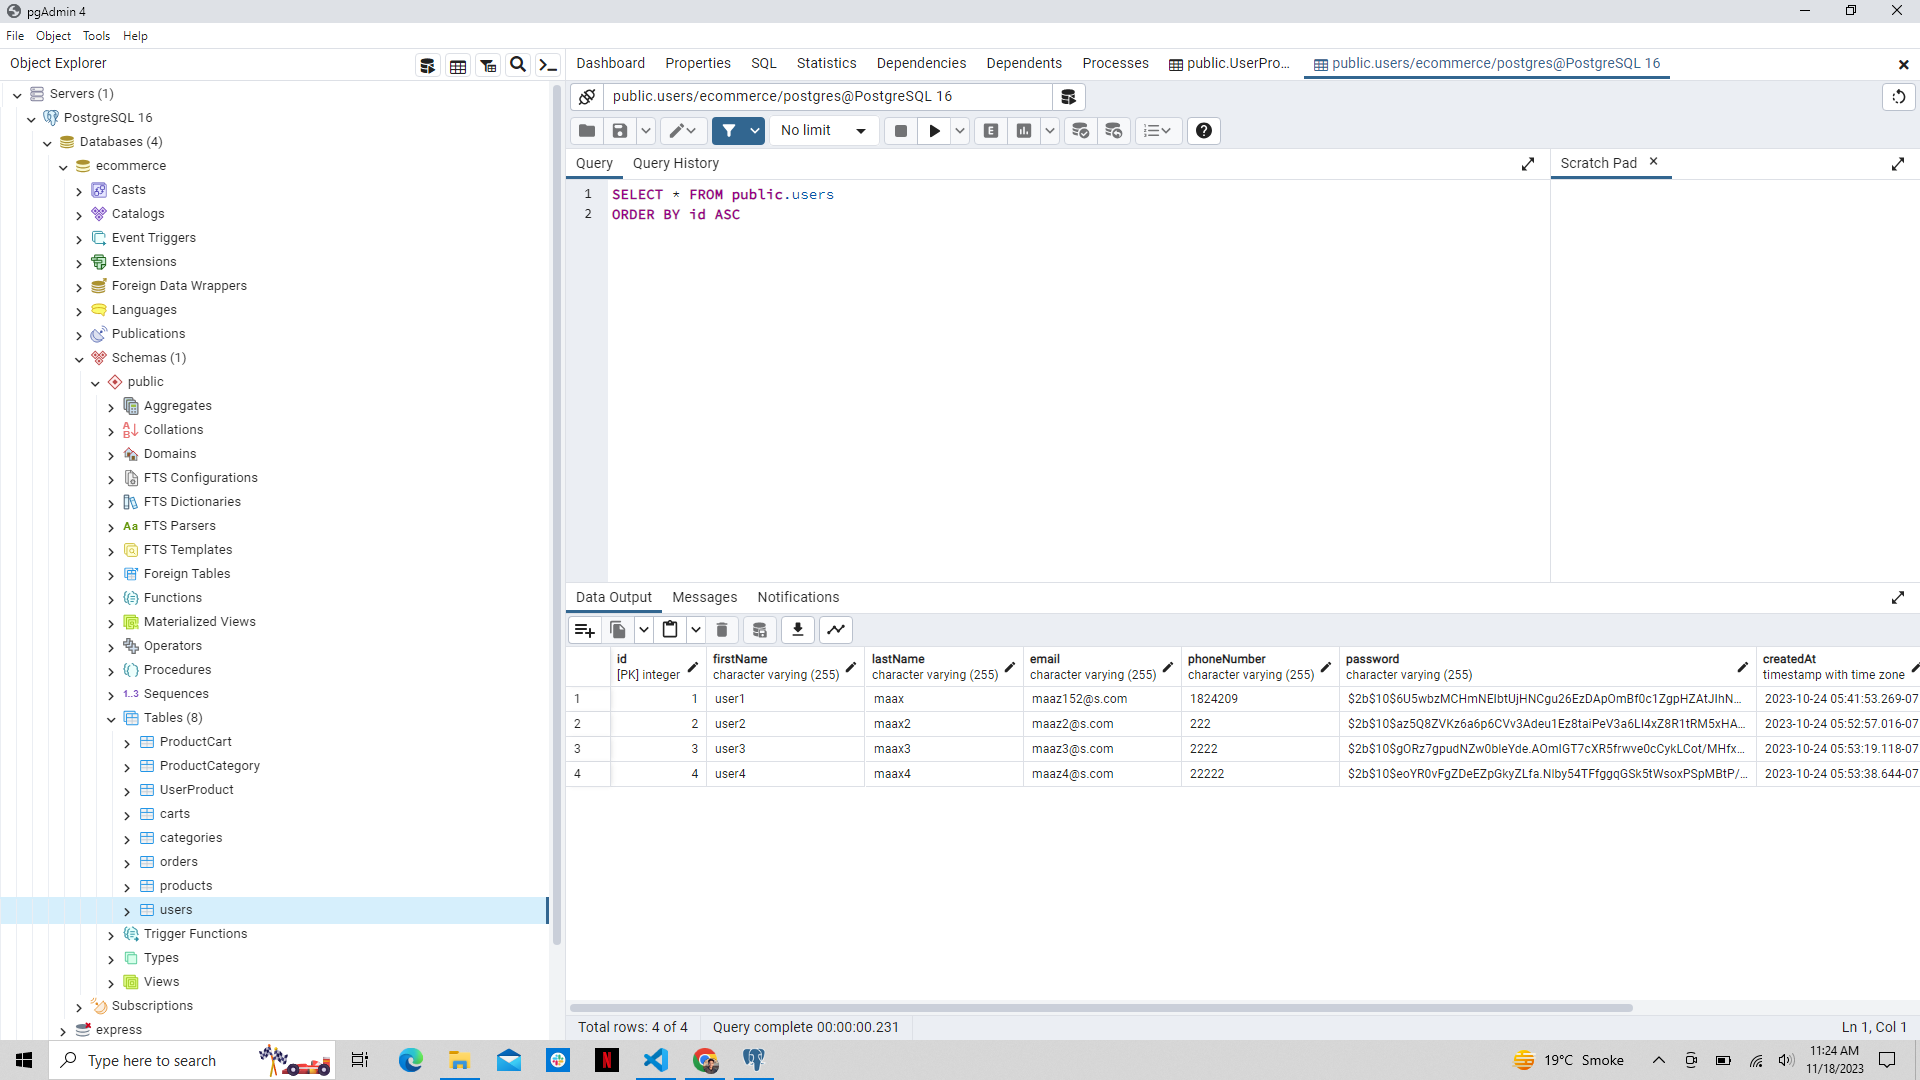 pgAdmin 4
File Object Tools Help
Object Explorer
Dashboard Properties SQL Statistics Dependencies Dependents Processes public.UserPro... public.users/ecommerce/postgres@PostgreSQL 16
Servers (1)
PostgreSQL 16
Databases (4)
ecommerce
Casts
Catalogs
Event Triggers
Extensions
Foreign Data Wrappers
Languages
Publications
Schemas (1)
public
Aggregates
Collations
Domains
FTS Configurations
FTS Dictionaries
FTS Parsers
FTS Templates
Foreign Tables
Functions
Materialized Views
Operators
Procedures
Sequences
Tables (8)
ProductCart
ProductCategory
UserProduct
carts
categories
orders
products
users
Trigger Functions
Types
Views
Subscriptions
express
public.users/ecommerce/postgres@PostgreSQL 16
No limit
Query Query History
Scratch Pad
1 SELECT * FROM public.users
2 ORDER BY id ASC
Data Output Messages Notifications
id firstName lastName email phoneNumber password createdAt
[PK] integer character varying (255) character varying (255) character varying (255) character varying (255) character varying (255) timestamp with time zone
1 1 user1 maax maaz152@s.com 1824209 $2b$10$6U5wbzMCHmNEIbtUjHNCgu26EzDApOmBf0c1ZgpHZAtJIhN... 2023-10-24 05:41:53.269-07
2 2 user2 maax2 maaz2@s.com 222 $2b$10$az5Q8ZVKz6a6p6CVv3Adeu1Ez8taiPeV3a6LI4xZ8R1tRM5xHA... 2023-10-24 05:52:57.016-07
3 3 user3 maax3 maaz3@s.com 2222 $2b$10$gORz7gpudNZw0bleYde.AOmIGT7cXR5frwve0cCykLCot/MHfx... 2023-10-24 05:53:19.118-07
4 4 user4 maax4 maaz4@s.com 22222 $2b$10$eoYR0vFgZDeEZpGkyZLfa.NIby54TFfggqGSk5tWsoxPSpMBtP/... 2023-10-24 05:53:38.644-07
Total rows: 4 of 4 Query complete 00:00:00.231
Ln 1, Col 1
Type here to search
19°C Smoke
11:24 AM
11/18/2023